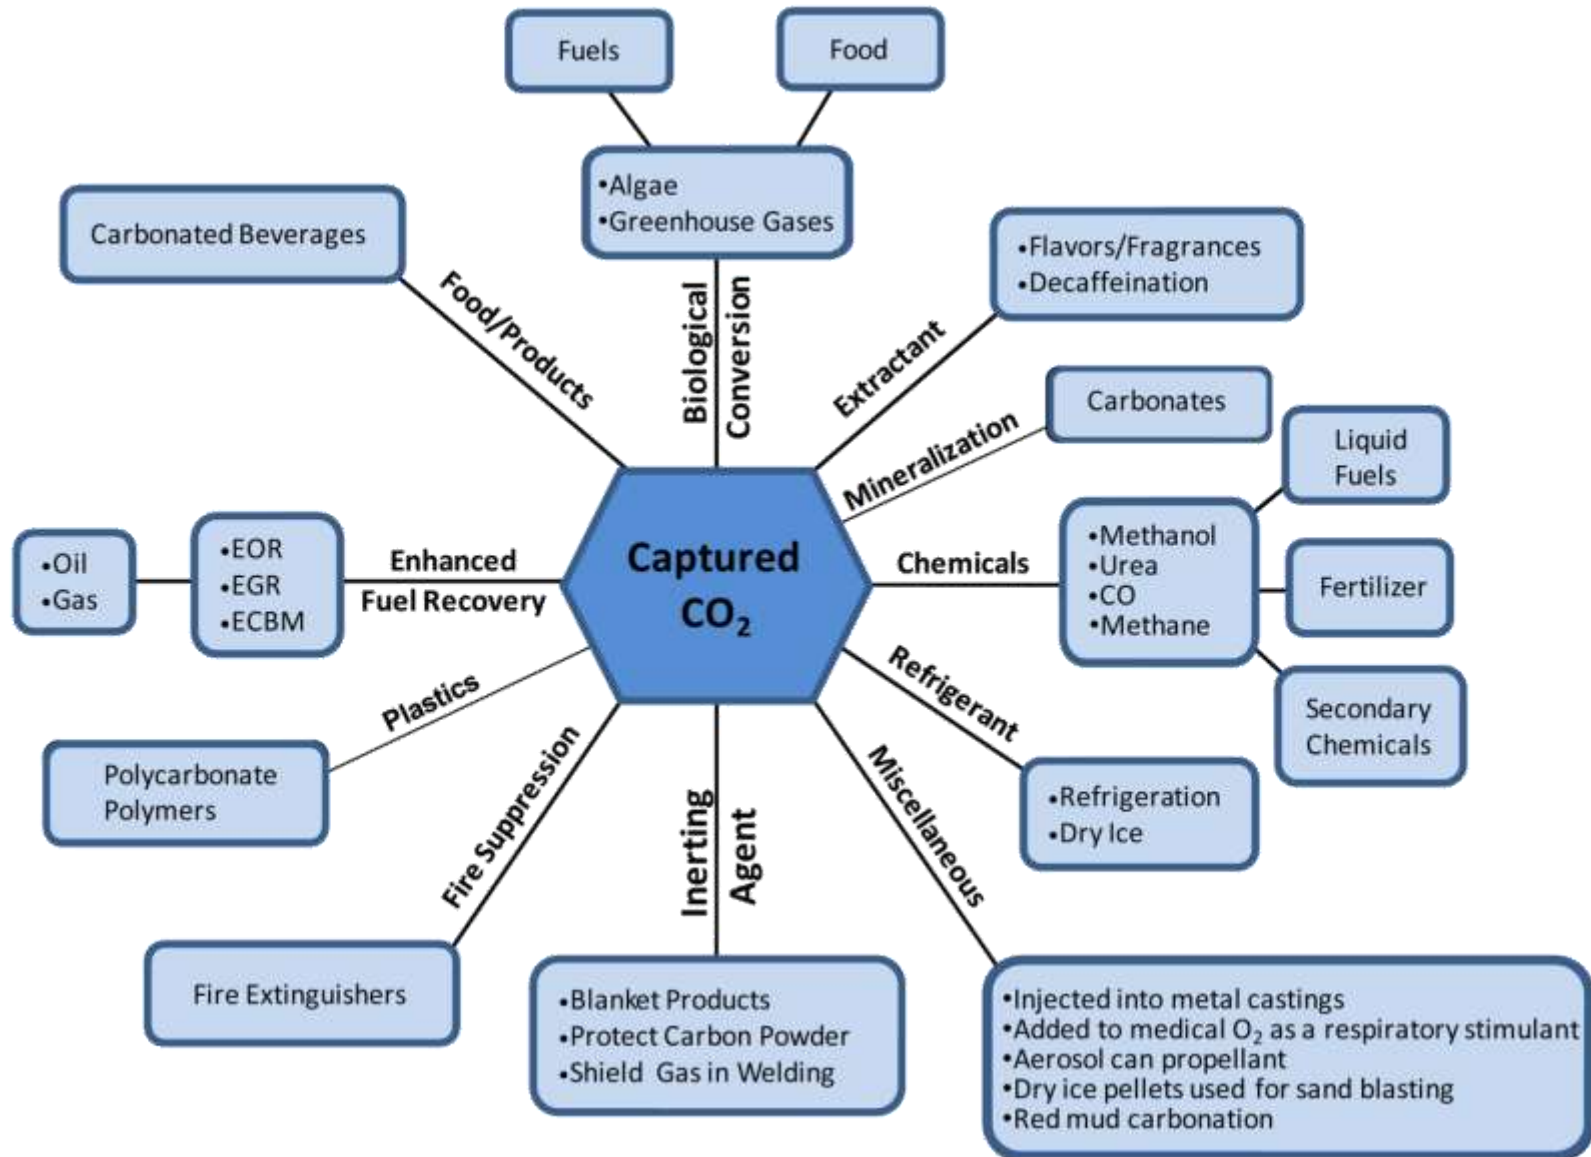 Fuels
Food
•Algae
•Greenhouse Gases
Carbonated Beverages
•Flavors/Fragrances
•Decaffeination
Food/Products
Biological
Conversion
Extractant
Mineralization
Carbonates
Liquid
Fuels
•Oil
•Gas
•EOR
•EGR
•ECBM
Enhanced
Fuel Recovery
Captured
CO₂
Chemicals
•Methanol
•Urea
•CO
•Methane
Fertilizer
Secondary
Chemicals
Plastics
Polycarbonate
Polymers
Refrigerant
•Refrigeration
•Dry Ice
Fire Suppression
Fire Extinguishers
Inerting
Agent
•Blanket Products
•Protect Carbon Powder
•Shield Gas in Welding
Miscellaneous
•Injected into metal castings
•Added to medical O₂ as a respiratory stimulant
•Aerosol can propellant
•Dry ice pellets used for sand blasting
•Red mud carbonation